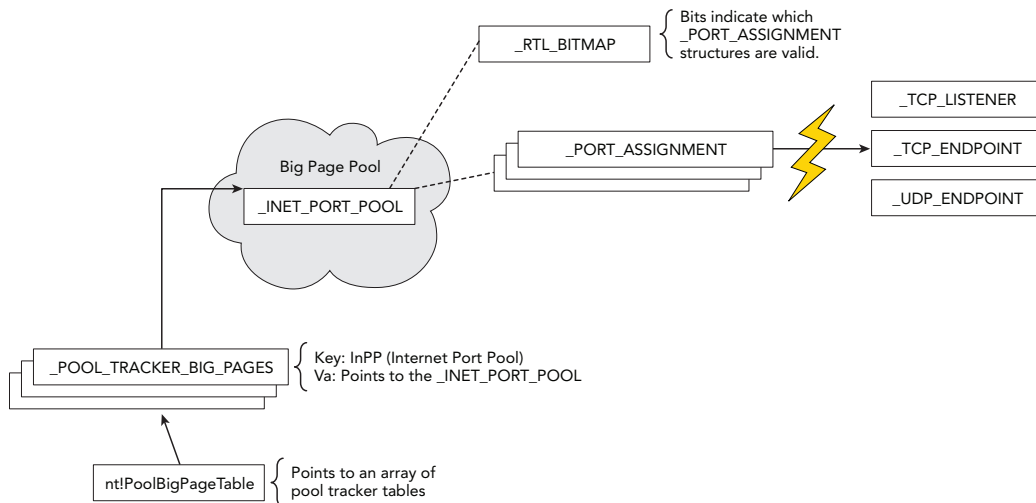 _RTL_BITMAP
Bits indicate which
_PORT_ASSIGNMENT
structures are valid.
_TCP_LISTENER
_PORT_ASSIGNMENT
_TCP_ENDPOINT
Big Page Pool
_INET_PORT_POOL
_UDP_ENDPOINT
_POOL_TRACKER_BIG_PAGES
Key: InPP (Internet Port Pool)
Va: Points to the _INET_PORT_POOL
nt!PoolBigPageTable
Points to an array of
pool tracker tables